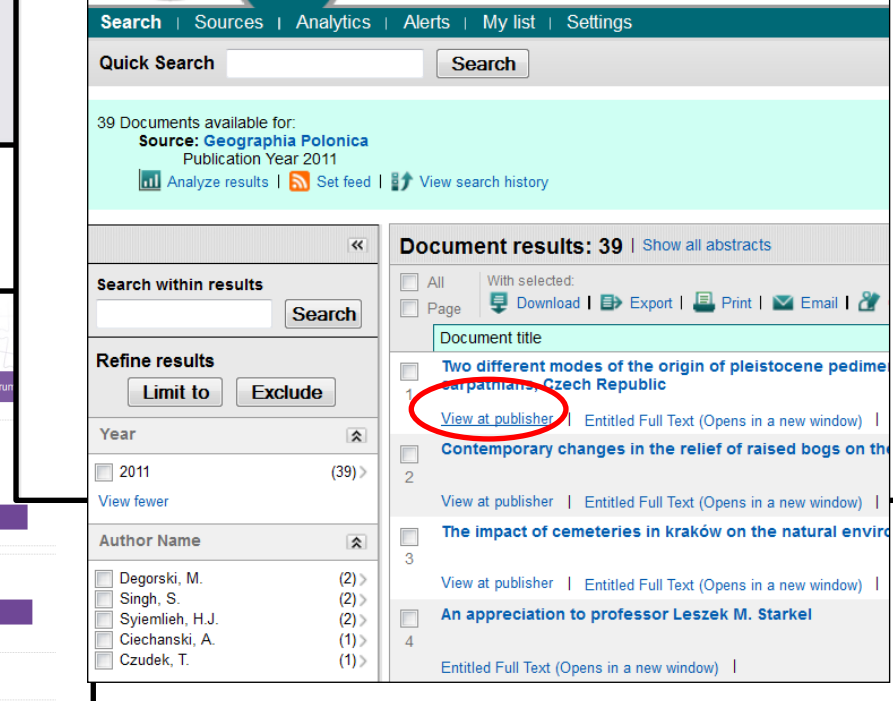 Search | Sources | Analytics | Alerts | My list | Settings
Quick Search Search
39 Documents available for:
Source: Geographia Polonica
Publication Year 2011
Analyze results | Set feed | View search history
Document results: 39 | Show all abstracts
Search within results
Search
Refine results
Limit to Exclude
Year
2011 (39)
View fewer
Author Name
Degorski, M. (2)
Singh, S. (2)
Syiemlieh, H.J. (2)
Ciechanski, A. (1)
Czudek, T. (1)
All With selected:
Page Download | Export | Print | Email |
Document title
1
Two different modes of the origin of pleistocene
carpathians, Czech Republic
View at publisher | Entitled Full Text (Opens in a new window) |
2
Contemporary changes in the relief of raised bogs on
View at publisher | Entitled Full Text (Opens in a new window) |
3
The impact of cemeteries in kraków on the natural
View at publisher | Entitled Full Text (Opens in a new window) |
4
An appreciation to professor Leszek M. Starkel
Entitled Full Text (Opens in a new window) |